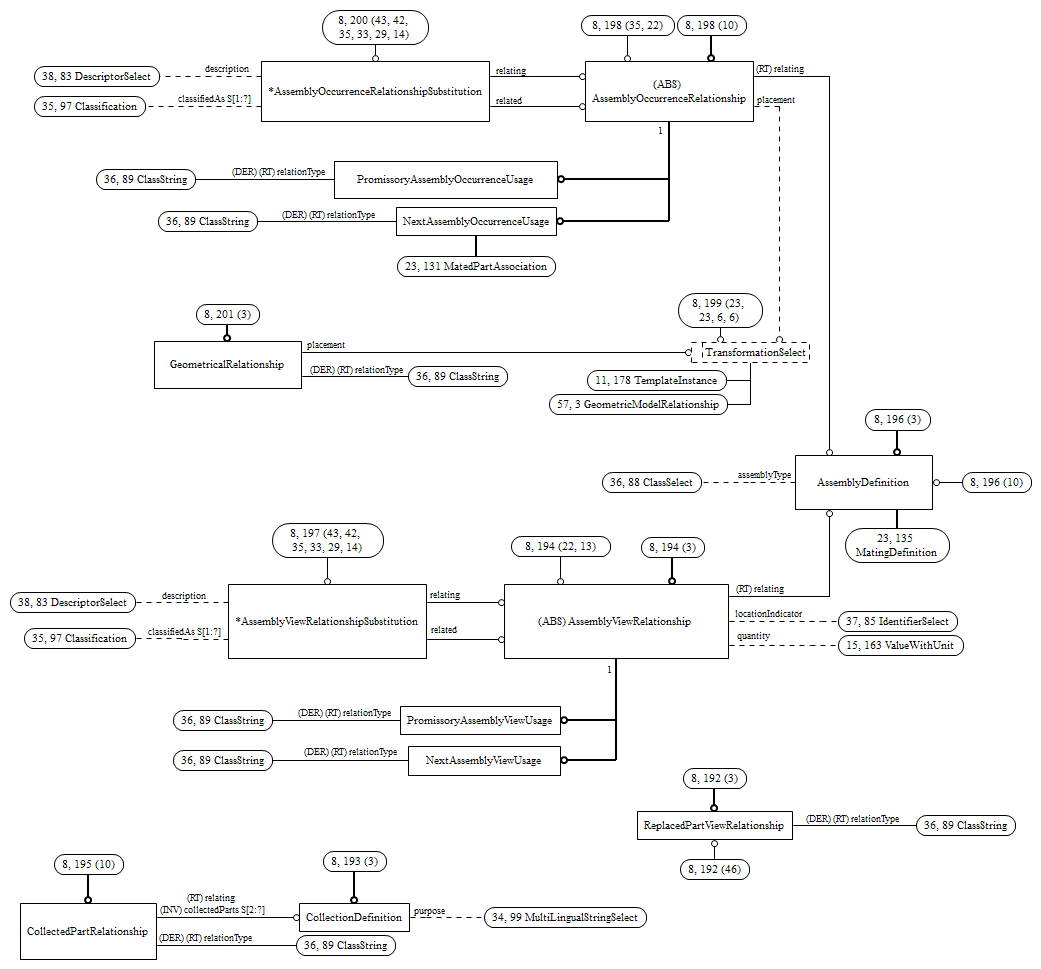 8, 200 (43, 42,
35, 33, 29, 14)
8, 198 (35, 22)
8, 198 (10)
38, 83 DescriptorSelect
description
35, 97 Classification
classifiedAs S[1:?]
*AssemblyOccurrenceRelationshipSubstitution
relating
related
(ABS)
AssemblyOccurrenceRelationship
(RT) relating
placement
1
36, 89 ClassString
(DER) (RT) relationType
PromissoryAssemblyOccurrenceUsage
36, 89 ClassString
(DER) (RT) relationType
NextAssemblyOccurrenceUsage
23, 131 MatedPartAssociation
8, 201 (3)
8, 199 (23,
23, 6, 6)
GeometricalRelationship
placement
TransformationSelect
(DER) (RT) relationType
36, 89 ClassString
11, 178 TemplateInstance
57, 3 GeometricModelRelationship
8, 196 (3)
36, 88 ClassSelect
assemblyType
AssemblyDefinition
8, 196 (10)
23, 135
MatingDefinition
8, 197 (43, 42,
35, 33, 29, 14)
8, 194 (22, 13)
8, 194 (3)
38, 83 DescriptorSelect
description
35, 97 Classification
classifiedAs S[1:?]
*AssemblyViewRelationshipSubstitution
relating
related
(ABS) AssemblyViewRelationship
(RT) relating
locationIndicator
37, 85 IdentifierSelect
quantity
15, 163 ValueWithUnit
1
36, 89 ClassString
(DER) (RT) relationType
PromissoryAssemblyViewUsage
36, 89 ClassString
(DER) (RT) relationType
NextAssemblyViewUsage
8, 192 (3)
ReplacedPartViewRelationship
(DER) (RT) relationType
36, 89 ClassString
8, 192 (46)
8, 195 (10)
8, 193 (3)
CollectedPartRelationship
(RT) relating
(INV) collectedParts S[2:?]
CollectionDefinition
purpose
34, 99 MultiLingualStringSelect
(DER) (RT) relationType
36, 89 ClassString